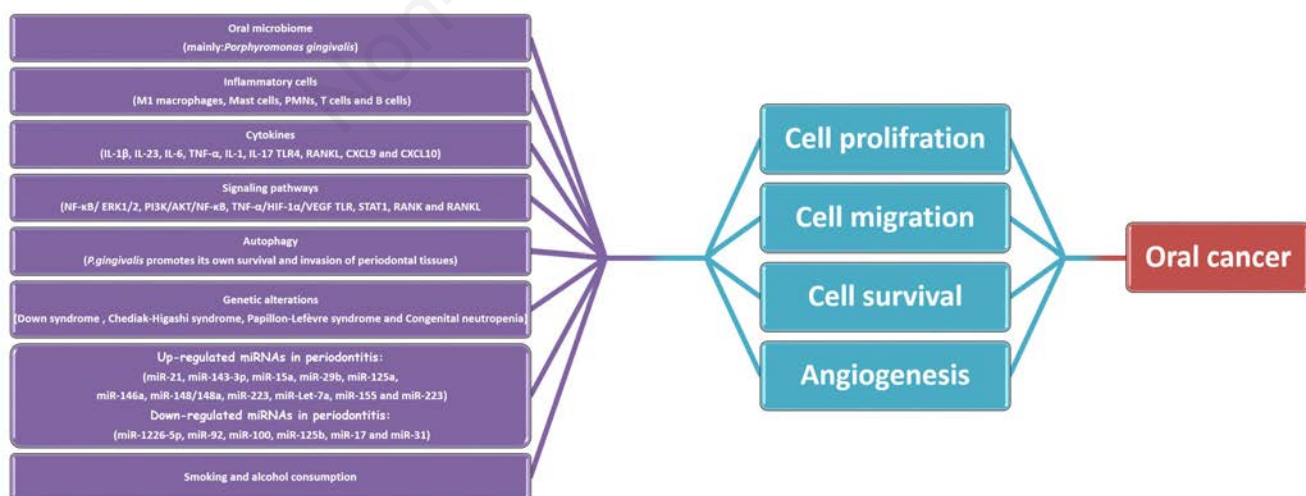 Oral microbiome
(mainly:Porphyromonas gingivalis)
Inflammatory cells
(M1 macrophages, Mast cells, PMNs, T cells and B cells)
Cytokines
(IL-1β, IL-23, IL-6, TNF-α, IL-1, IL-17 TLR4, RANKL, CXCL9 and CXCL10)
Signaling pathways
(NF-κB/ ERK1/2, PI3K/AKT/NF-κB, TNF-α/HIF-1α/VEGF TLR, STAT1, RANK and RANKL
Autophagy
(P.gingivalis promotes its own survival and invasion of periodontal tissues)
Genetic alterations
(Down syndrome , Chediak-Higashi syndrome, Papillon-Lefèvre syndrome and Congenital neutropenia)
Up-regulated miRNAs in periodontitis:
(miR-21, miR-143-3p, miR-15a, miR-29b, miR-125a,
miR-146a, miR-148/148a, miR-223, miR-Let-7a, miR-155 and miR-223)
Down-regulated miRNAs in periodontitis:
(miR-1226-5p, miR-92, miR-100, miR-125b, miR-17 and miR-31)
Smoking and alcohol consumption
Cell prolifration
Cell migration
Cell survival
Angiogenesis
Oral cancer